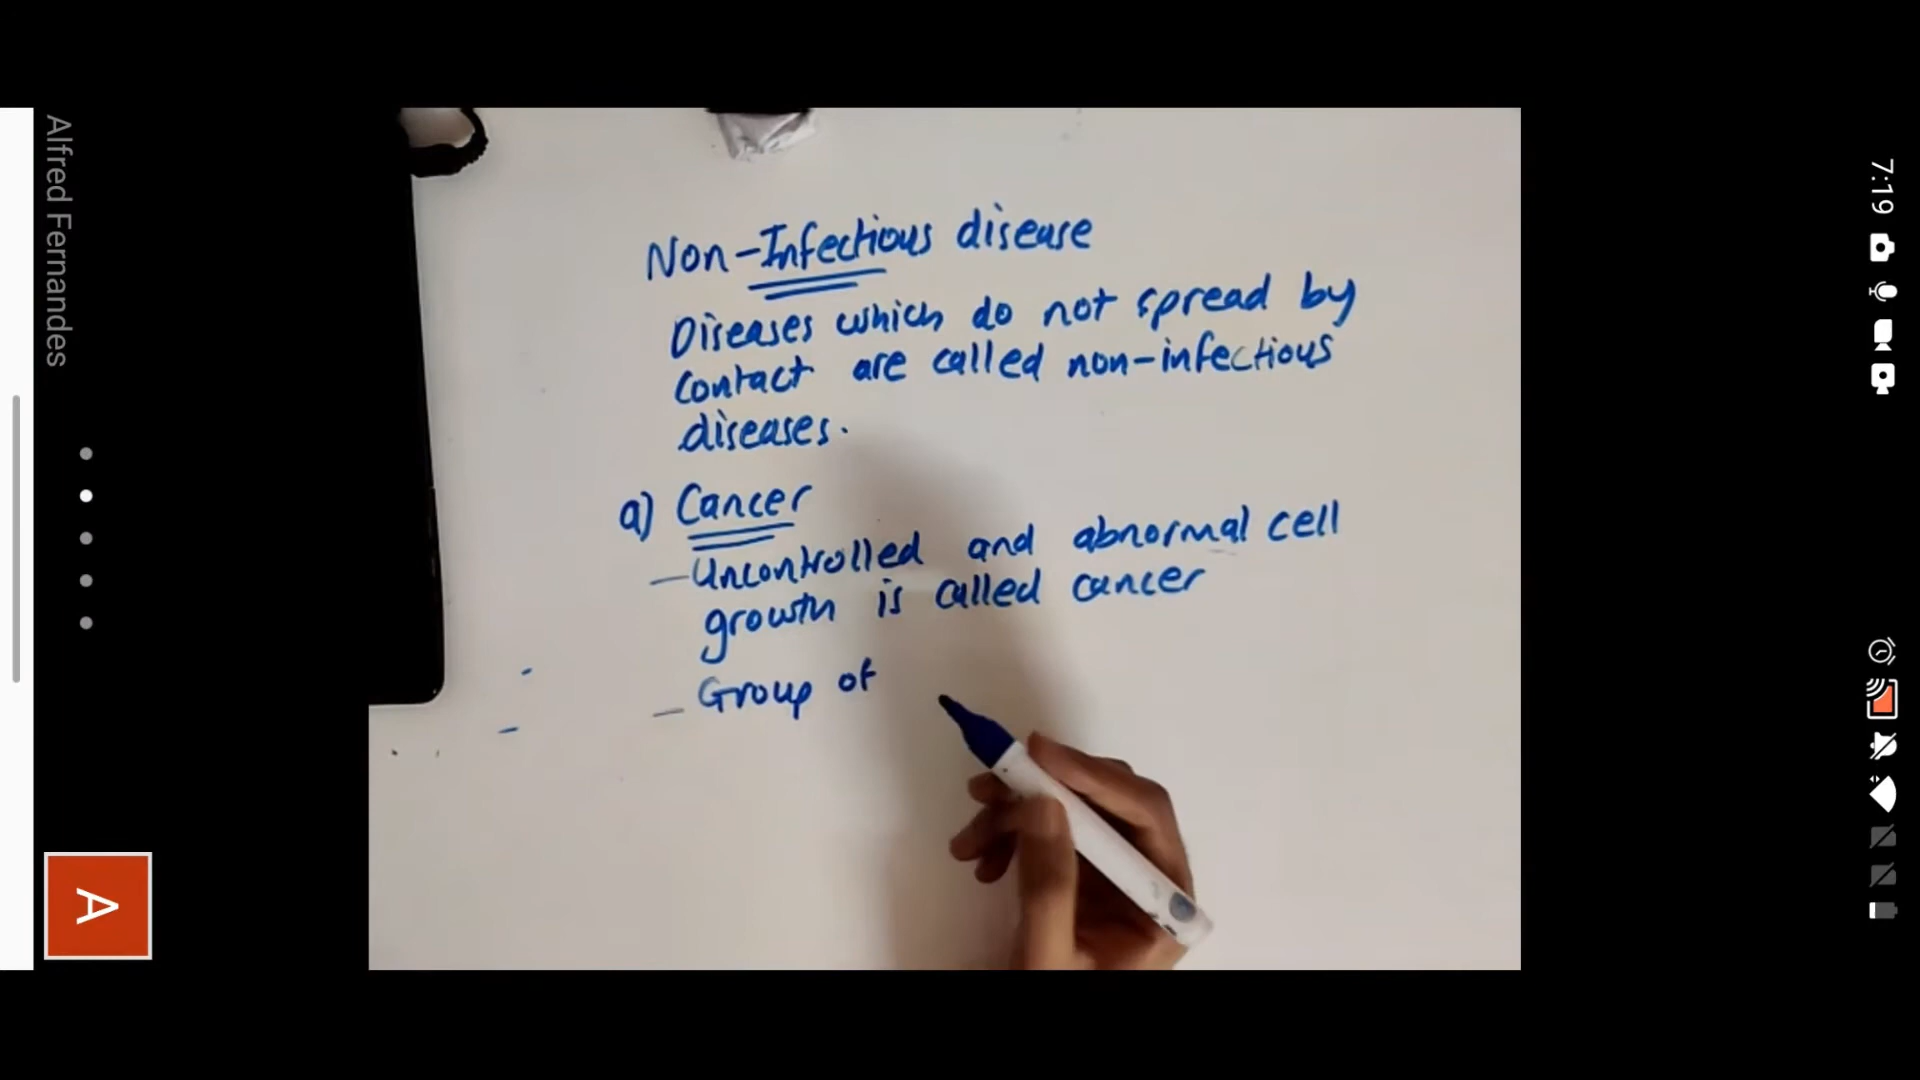 Non-Infectious disease
Diseases which do not spread by
contact are called non-infectious
diseases.
a) Cancer
- Uncontrolled and abnormal cell
growth is called cancer
- Group of
Alfred Fernandes
A
7:19